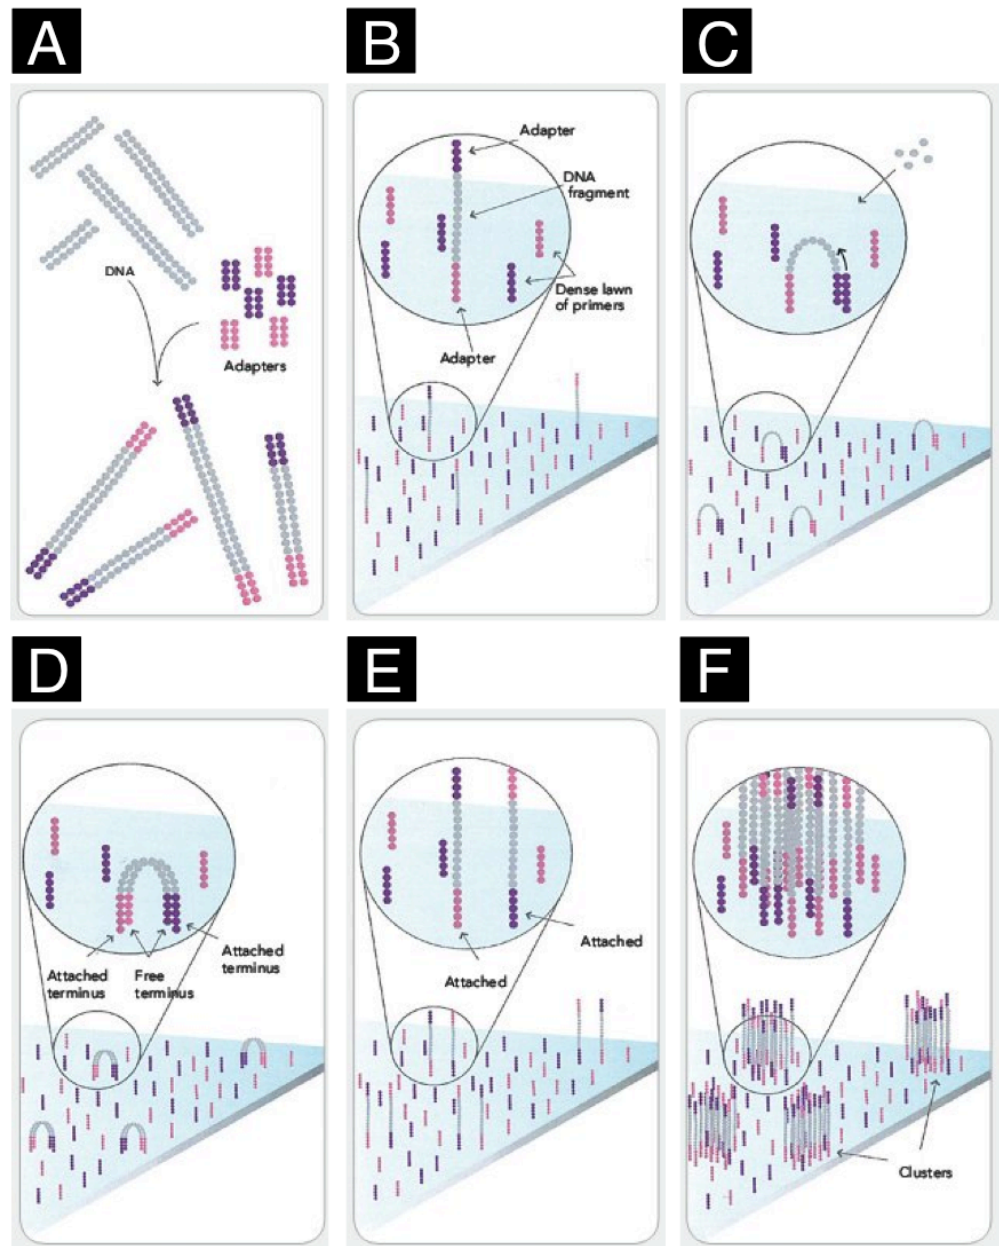 A
B
C
DNA
Adapters
Adapter
DNA
fragment
Dense lawn
of primers
Adapter
D
E
F
Attached
terminus
Free
terminus
Attached
terminus
Attached
Attached
Clusters